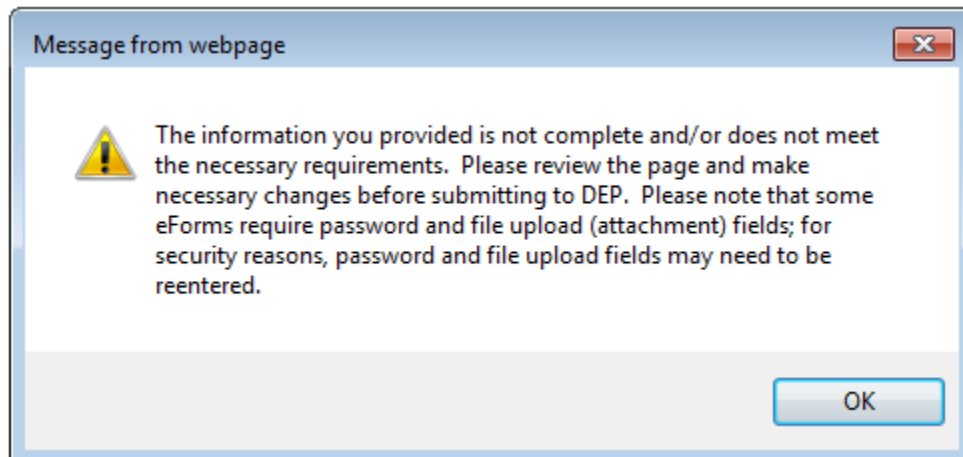 Message from webpage
The information you provided is not complete and/or does not meet
the necessary requirements.  Please review the page and make
necessary changes before submitting to DEP.  Please note that some
eForms require password and file upload (attachment) fields; for
security reasons, password and file upload fields may need to be
reentered.
OK